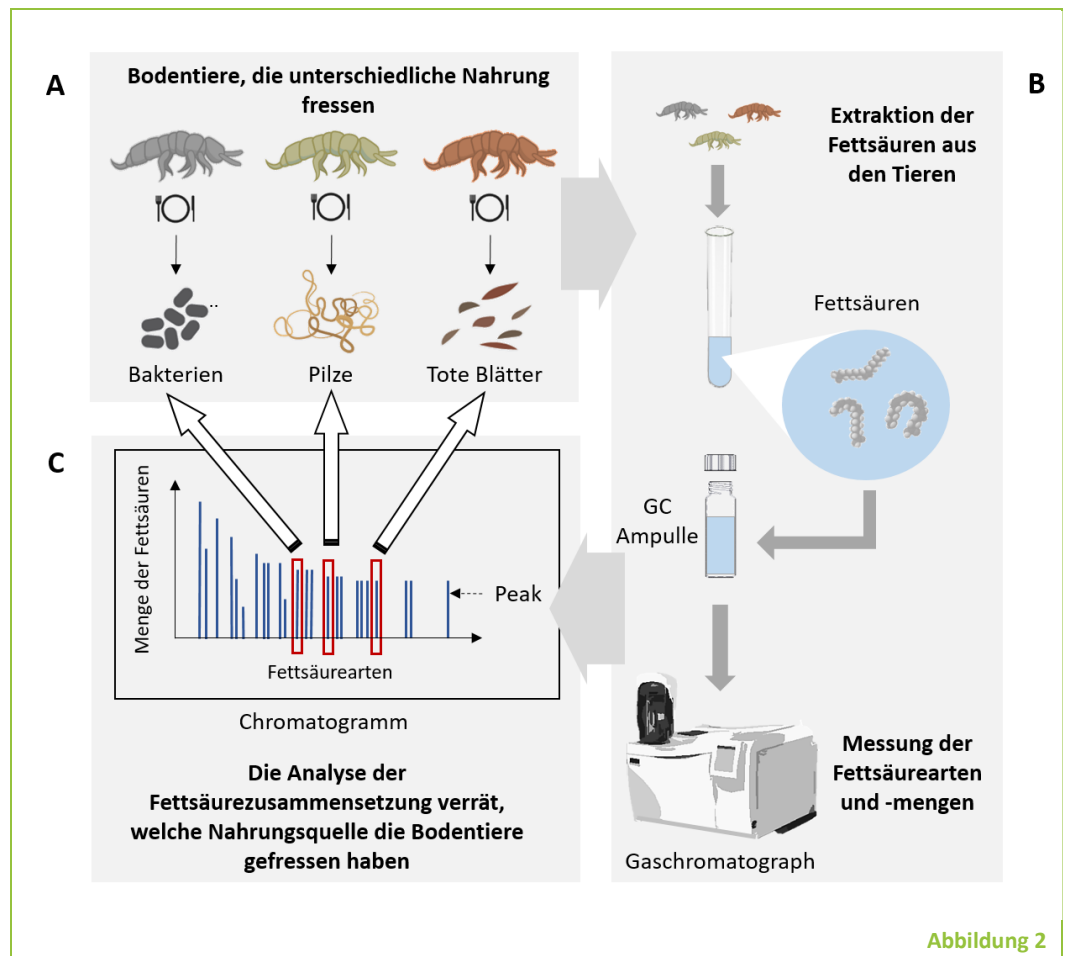 A
Bodentiere, die unterschiedliche Nahrung
fressen
Bakterien
Pilze
Tote Blätter
B
Extraktion der
Fettsäuren aus
den Tieren
Fettsäuren
GC
Ampulle
Messung der
Fettsäurearten
und -mengen
Gaschromatograph
C
Menge der Fettsäuren
Peak
Fettsäurearten
Chromatogramm
Die Analyse der
Fettsäurezusammensetzung verrät,
welche Nahrungsquelle die Bodentiere
gefressen haben
Abbildung 2